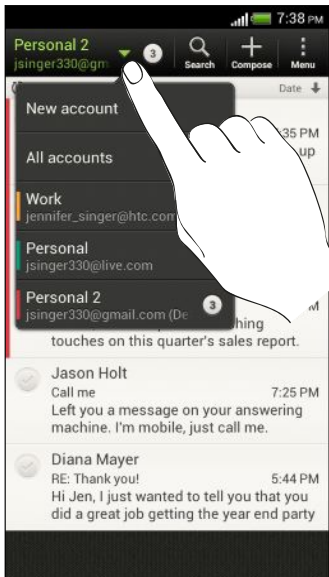 7:38 PM
Personal 2
jsinger330@gm
3
Search
Compose
Menu
Date
New account
:35 PM
up
All accounts
Work
jennifer_singer@htc.com
Personal
jsinger330@live.com
Personal 2
jsinger330@gmail.com (De
3
M
hing
touches on this quarter's sales report.
Jason Holt
Call me 7:25 PM
Left you a message on your answering
machine. I'm mobile, just call me.
Diana Mayer
RE: Thank you! 5:44 PM
Hi Jen, I just wanted to tell you that you
did a great job getting the year end party